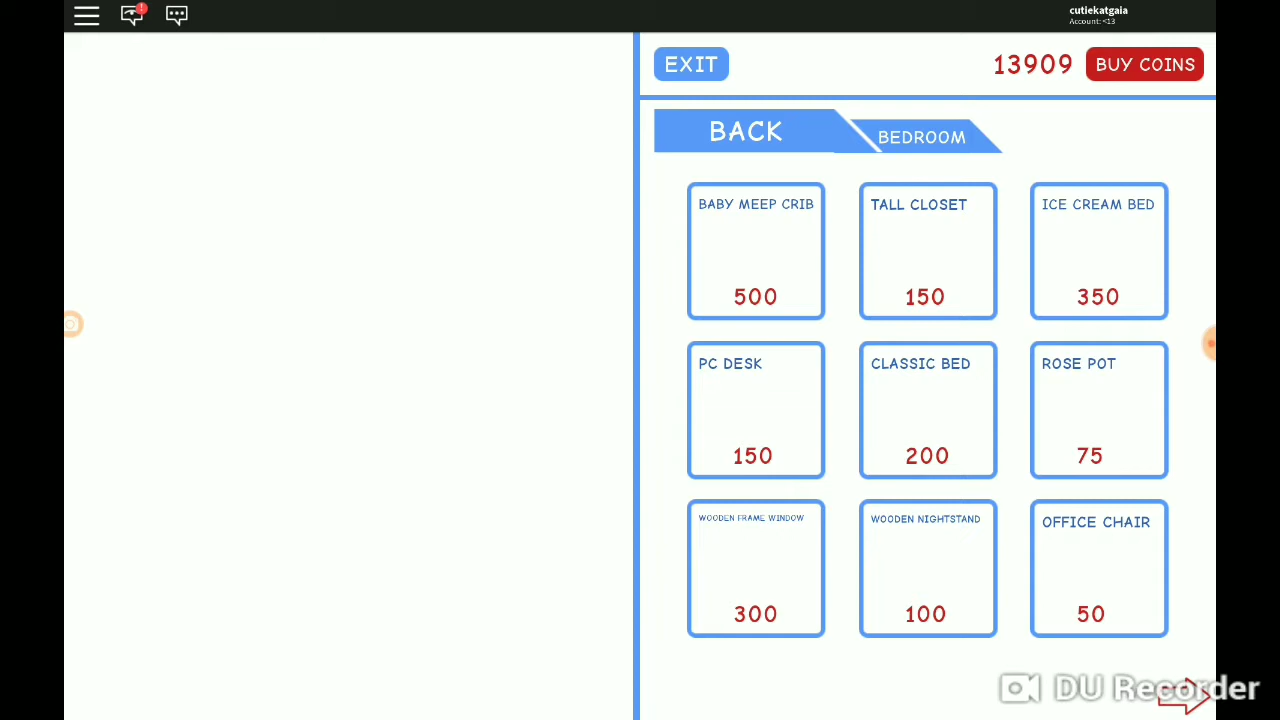 cutiekatgaia
Account: <13
EXIT
13909
BUY COINS
BACK
BEDROOM
BABY MEEP CRIB
TALL CLOSET
ICE CREAM BED
500
150
350
PC DESK
CLASSIC BED
ROSE POT
150
200
75
WOODEN FRAME WINDOW
WOODEN NIGHTSTAND
OFFICE CHAIR
300
100
50
DU Recorder